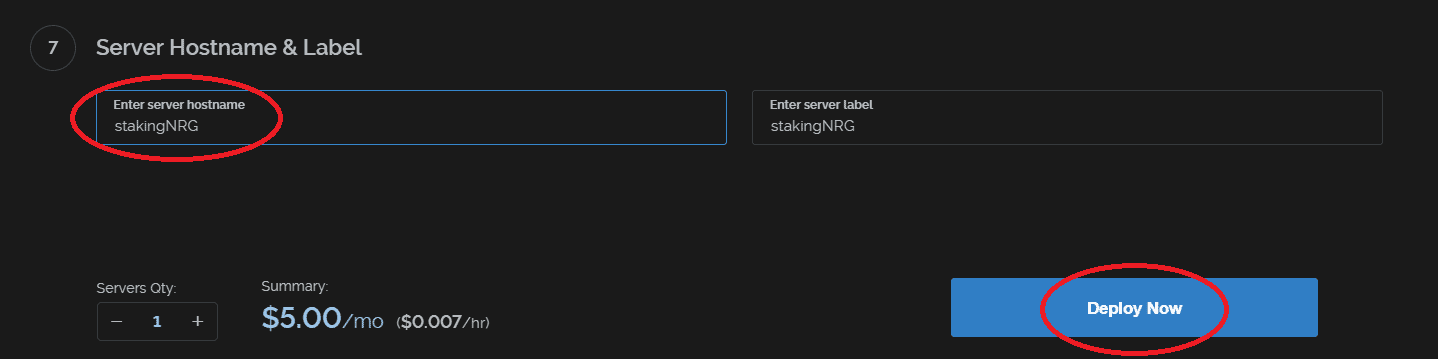 7 Server Hostname & Label
Enter server hostname
stakingNRG
Enter server label
stakingNRG
Servers Qty:
− 1 +
Summary:
$5.00/mo ($0.007/hr)
Deploy Now